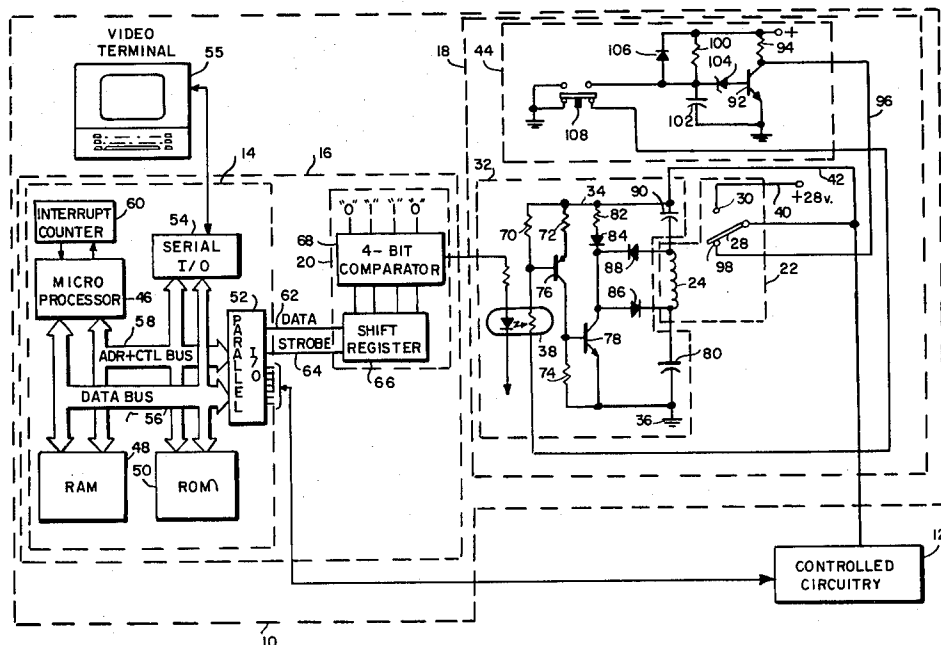 VIDEO
TERMINAL
55
18
44
106
100
94
+
104
92
102
108
96
14
16
32
42
INTERRUPT
COUNTER
60
54
SERIAL
I/O
"0" "1" "1" "0"
68
20
4-BIT
COMPARATOR
34
90
82
70
72
84
30
40
+28v.
28
98
88
24
22
MICRO
PROCESSOR
46
52
62
76
86
58
PARALLEL
I/O
DATA
STROBE
64
SHIFT
REGISTER
66
38
78
80
ADR+CTL BUS
DATA BUS
56
74
36
48
RAM
50
ROM
12
CONTROLLED
CIRCUITRY
10